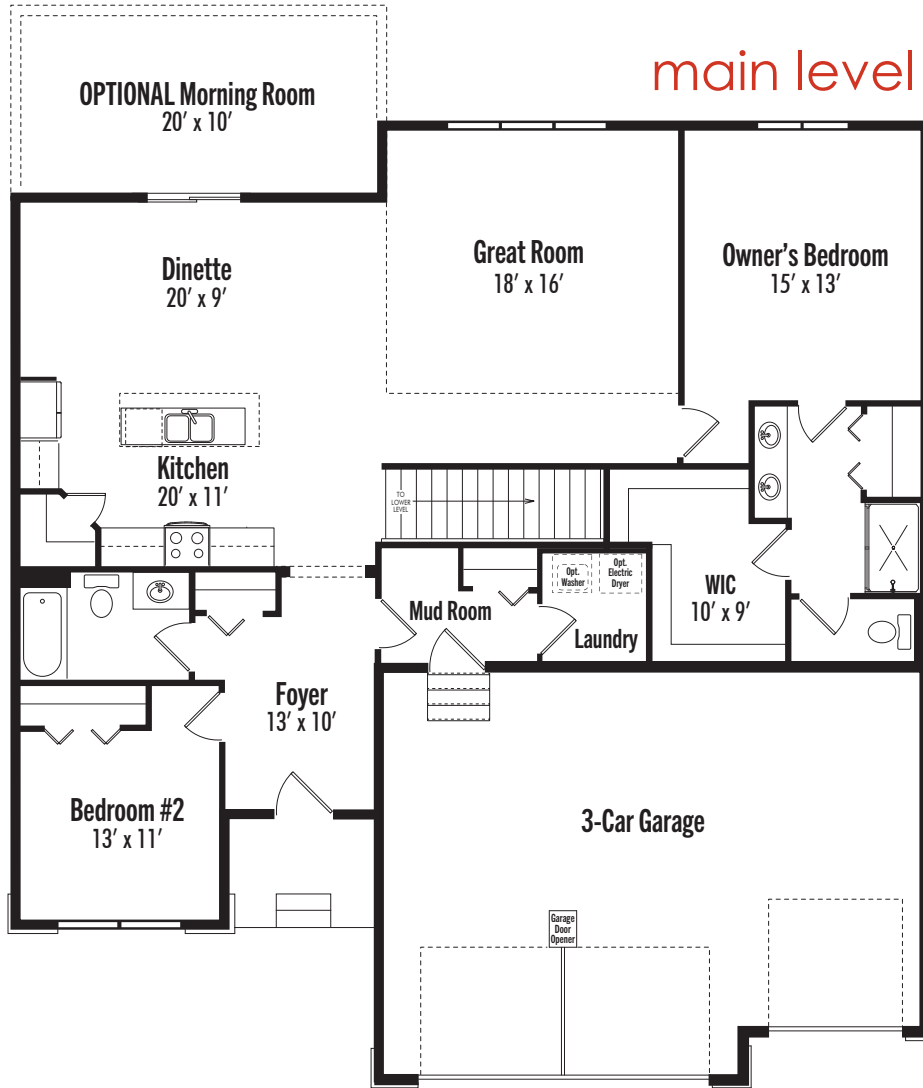 main level
OPTIONAL Morning Room
20′ x 10′
Great Room
18′ x 16′
Owner's Bedroom
15′ x 13′
Dinette
20′ x 9′
Kitchen
20′ x 11′
TO
LOWER
LEVEL
Opt.
Washer
Opt.
Electric
Dryer
WIC
10′ x 9′
Mud Room
Laundry
Foyer
13′ x 10′
Bedroom #2
13′ x 11′
3-Car Garage
Garage
Door
Opener